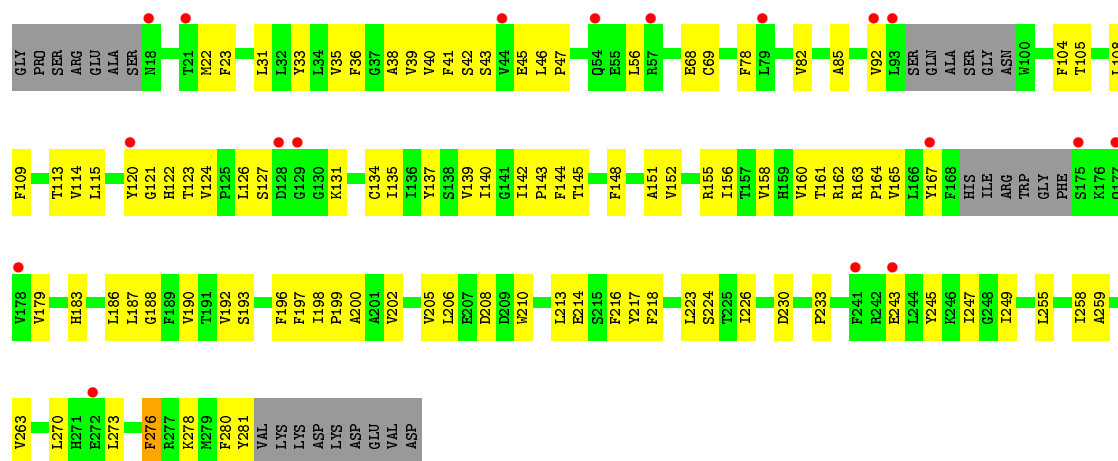 GLY PRO SER ARG GLU ALA SER N18 T21 M22 F23 L31 L32 Y33 L34 V35 F36 G37 A38 V39 V40 F41 S42 S43 V44 E45 L46 P47 Q54 E55 L56 R57 E68 C69 F78 L79 V82 A85 V92 L93 SER GLN ALA SER GLY ASN W100 F104 T105 L108
F109 T113 V114 L115 Y120 G121 H122 T123 V124 P125 L126 S127 D128 G129 G130 K131 C134 I135 I136 Y137 S138 V139 I140 G141 I142 P143 F144 T145 F148 A151 V152 R155 I156 T157 V158 H159 V160 T161 R162 R163 P164 V165 L166 Y167 F168 HIS ILE ARG TRP GLY PHE S175 K176 Q177
V178 V179 H183 L186 L187 G188 F189 V190 T191 V192 S193 F196 F197 I198 P199 A200 A201 V202 V205 L206 E207 D208 D209 W210 L213 E214 S215 F216 Y217 F218 L223 S224 T225 I226 D230 P233 F241 R242 E243 L244 Y245 K246 I247 G248 I249 L255 I258 A259
V263 L270 H271 E272 L273 F276 R277 K278 M279 F280 Y281 VAL LYS LYS ASP LYS ASP GLU VAL ASP